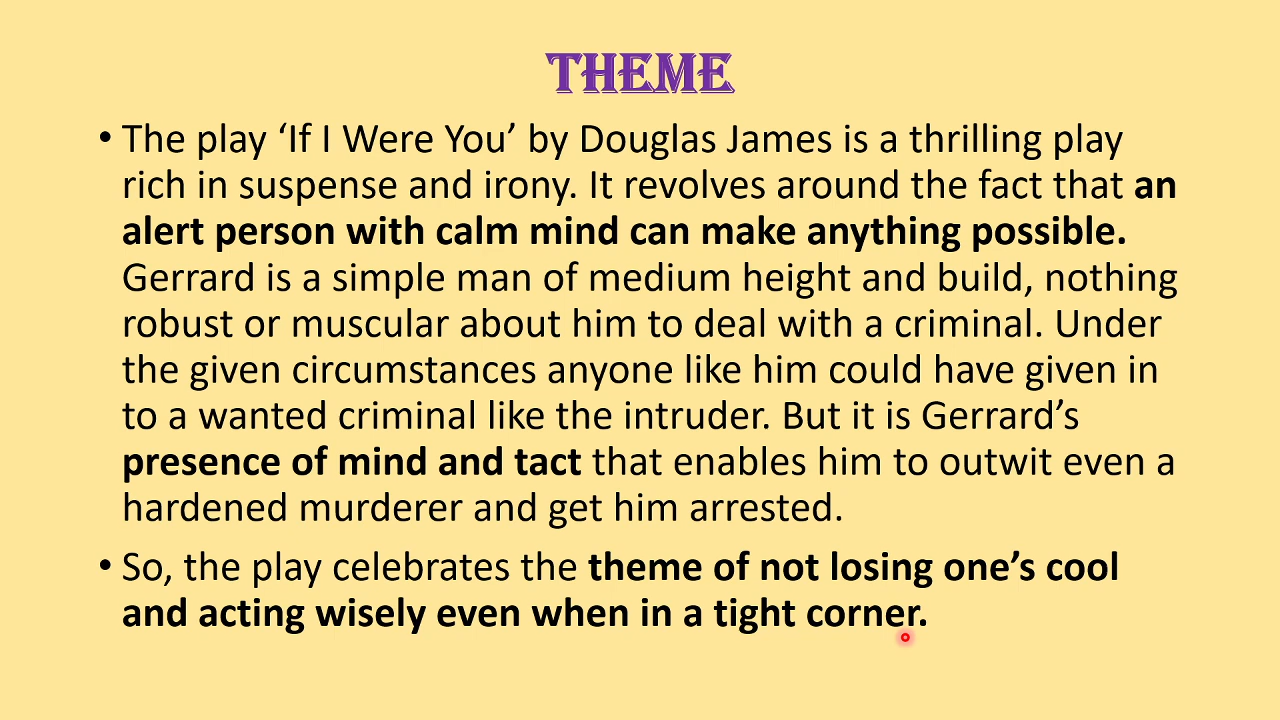 THEME
• The play ‘If I Were You’ by Douglas James is a thrilling play
rich in suspense and irony. It revolves around the fact that an
alert person with calm mind can make anything possible.
Gerrard is a simple man of medium height and build, nothing
robust or muscular about him to deal with a criminal. Under
the given circumstances anyone like him could have given in
to a wanted criminal like the intruder. But it is Gerrard’s
presence of mind and tact that enables him to outwit even a
hardened murderer and get him arrested.
• So, the play celebrates the theme of not losing one’s cool
and acting wisely even when in a tight corner.